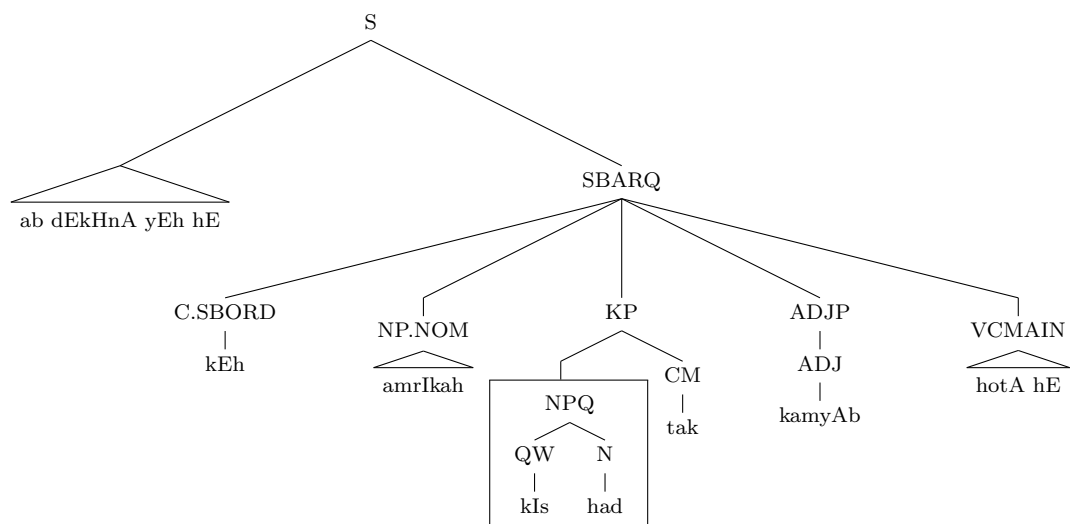 S
SBARQ
ab dEkHnA yEh hE
C.SBORD NP.NOM KP ADJP VCMAIN
kEh amrIkah CM ADJ hotA hE
NPQ tak kamyAb
QW N
kIs had